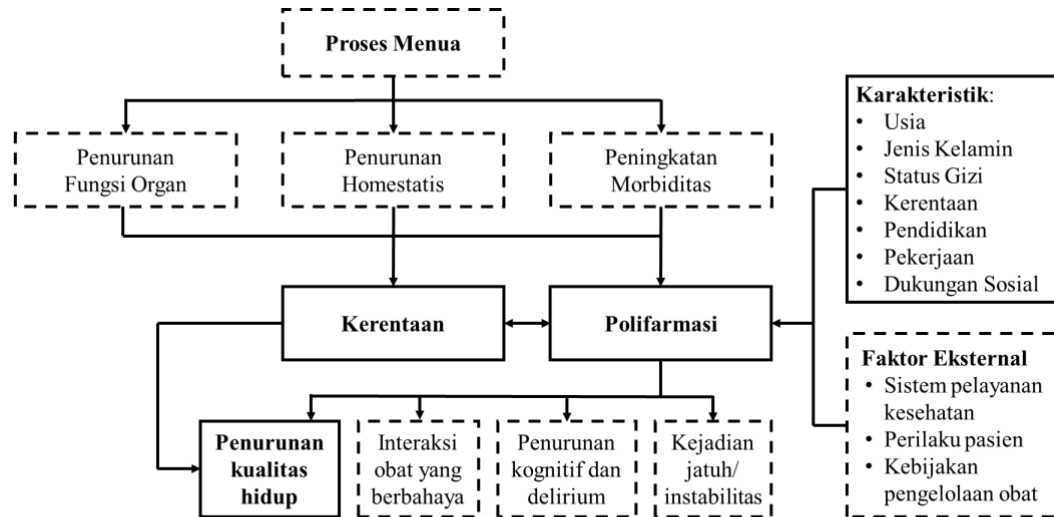 Proses Menua
Penurunan
Fungsi Organ
Penurunan
Homestatis
Peningkatan
Morbiditas
Karakteristik:
• Usia
• Jenis Kelamin
• Status Gizi
• Kerentaan
• Pendidikan
• Pekerjaan
• Dukungan Sosial
Kerentaan
Polifarmasi
Faktor Eksternal
• Sistem pelayanan
kesehatan
• Perilaku pasien
• Kebijakan
pengelolaan obat
Penurunan
kualitas
hidup
Interaksi
obat yang
berbahaya
Penurunan
kognitif dan
delirium
Kejadian
jatuh/
instabilitas